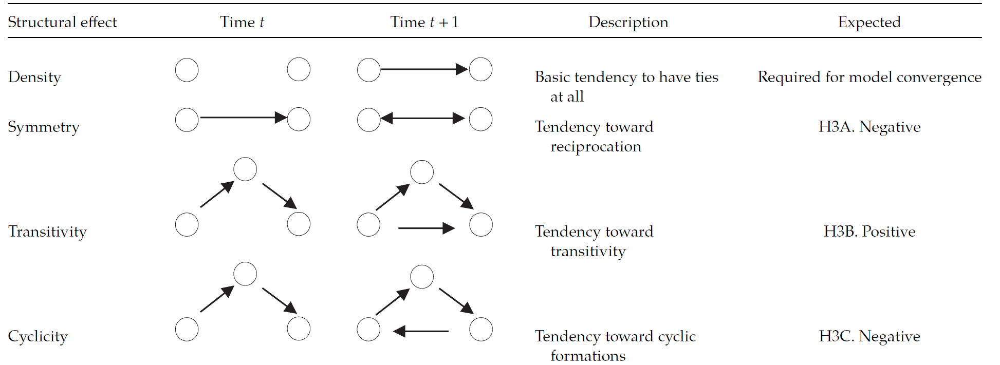 Structural effect Time t Time t + 1 Description Expected
Density Basic tendency to have ties Required for model convergence
at all
Symmetry Tendency toward H3A. Negative
reciprocation
Transitivity Tendency toward H3B. Positive
transitivity
Cyclicity Tendency toward cyclic H3C. Negative
formations